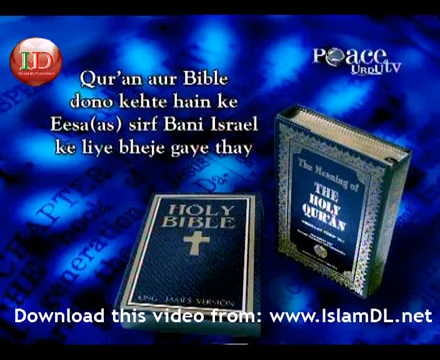 ID
Peace
URDU TV
Qur'an aur Bible
dono kehte hain ke
Eesa(as) sirf Bani Israel
ke liye bheje gaye thay
The Meaning of
THE
HOLY
QUR'ĀN
HOLY
BIBLE
KING JAMES VERSION
Download this video from: www.IslamDL.net